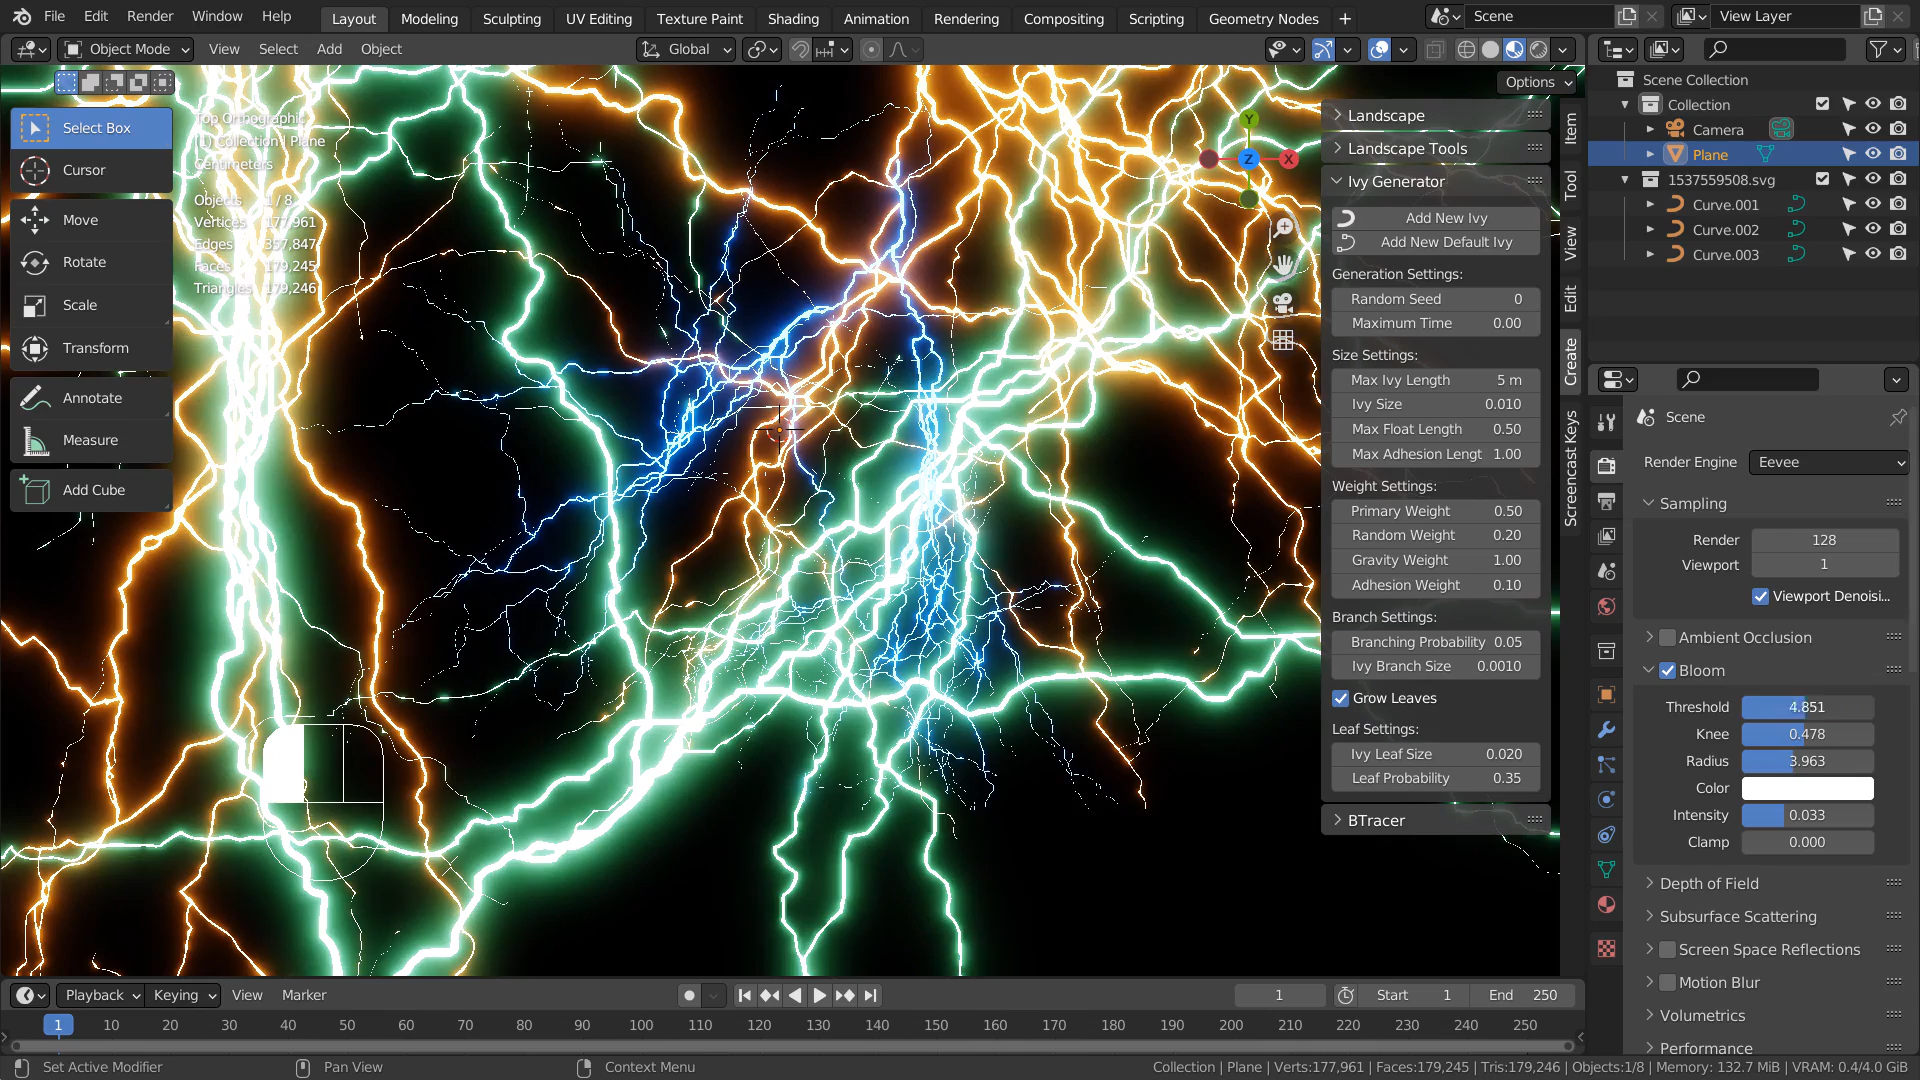 File Edit Render Window Help Layout Modeling Sculpting UV Editing Texture Paint Shading Animation Rendering Compositing Scripting Geometry Nodes + Scene View Layer
Object Mode View Select Add Object Global
Options
Select Box
Cursor
Move
Rotate
Scale
Transform
Annotate
Measure
Add Cube
Top Orthographic
(1) Collection | Plane
Centimeters
Objects 1/8
Vertices 177,961
Edges 357,847
Faces 179,245
Triangles 179,246
Y
Z
X
Landscape
Landscape Tools
Ivy Generator
Add New Ivy
Add New Default Ivy
Generation Settings:
Random Seed 0
Maximum Time 0.00
Size Settings:
Max Ivy Length 5 m
Ivy Size 0.010
Max Float Length 0.50
Max Adhesion Lengt 1.00
Weight Settings:
Primary Weight 0.50
Random Weight 0.20
Gravity Weight 1.00
Adhesion Weight 0.10
Branch Settings:
Branching Probability 0.05
Ivy Branch Size 0.0010
Grow Leaves
Leaf Settings:
Ivy Leaf Size 0.020
Leaf Probability 0.35
BTracer
Item
Tool
View
Edit
Create
Screencast Keys
Scene Collection
Collection
Camera
Plane
1537559508.svg
Curve.001
Curve.002
Curve.003
Scene
Render Engine Eevee
Sampling
Render 128
Viewport 1
Viewport Denoisi...
Ambient Occlusion
Bloom
Threshold 4.851
Knee 0.478
Radius 3.963
Color
Intensity 0.033
Clamp 0.000
Depth of Field
Subsurface Scattering
Screen Space Reflections
Motion Blur
Volumetrics
Performance
Playback Keying View Marker 1 Start 1 End 250
1 10 20 30 40 50 60 70 80 90 100 110 120 130 140 150 160 170 180 190 200 210 220 230 240 250
Set Active Modifier Pan View Context Menu Collection | Plane | Verts:177,961 | Faces:179,245 | Tris:179,246 | Objects:1/8 | Memory: 132.7 MiB | VRAM: 0.4/4.0 GiB